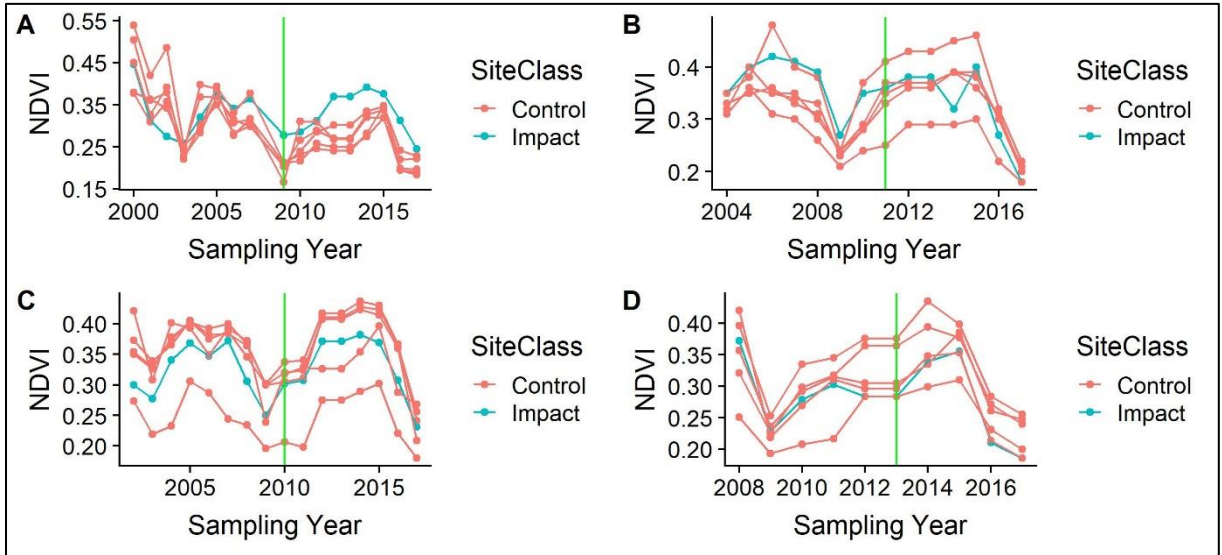 A
NDVI
0.55
0.45
0.35
0.25
0.15
2000
2005
2010
2015
Sampling Year
SiteClass
Control
Impact
B
NDVI
0.4
0.3
0.2
2004
2008
2012
2016
Sampling Year
SiteClass
Control
Impact
C
NDVI
0.40
0.35
0.30
0.25
0.20
2005
2010
2015
Sampling Year
SiteClass
Control
Impact
D
NDVI
0.40
0.35
0.30
0.25
0.20
2008
2010
2012
2014
2016
Sampling Year
SiteClass
Control
Impact